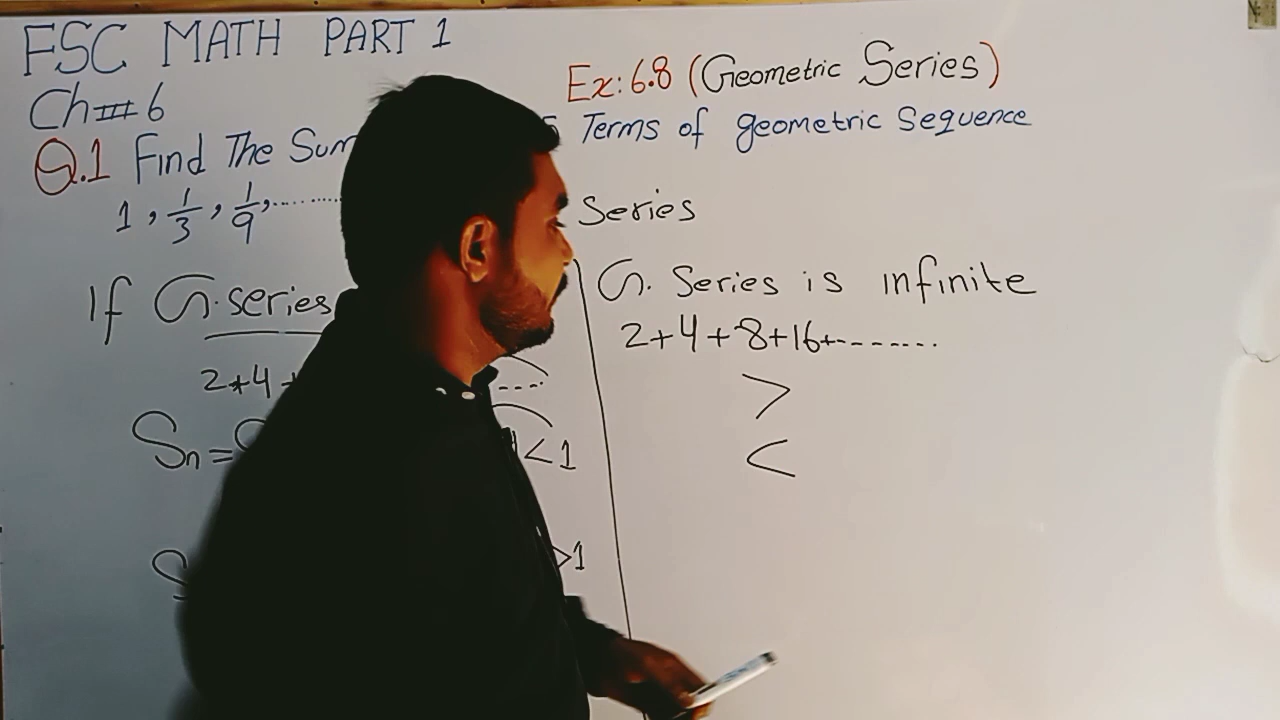 FSC MATH PART 1
Ex: 6.8 (Geometric Series)
Ch # 6
Q.1 Find The Sum Terms of geometric Sequence
1, 1/3, 1/9, ........ Series
If G.series
2+4+ ....
Sn= <1
S >1
G. Series is infinite
2+4+8+16+-------
>
<